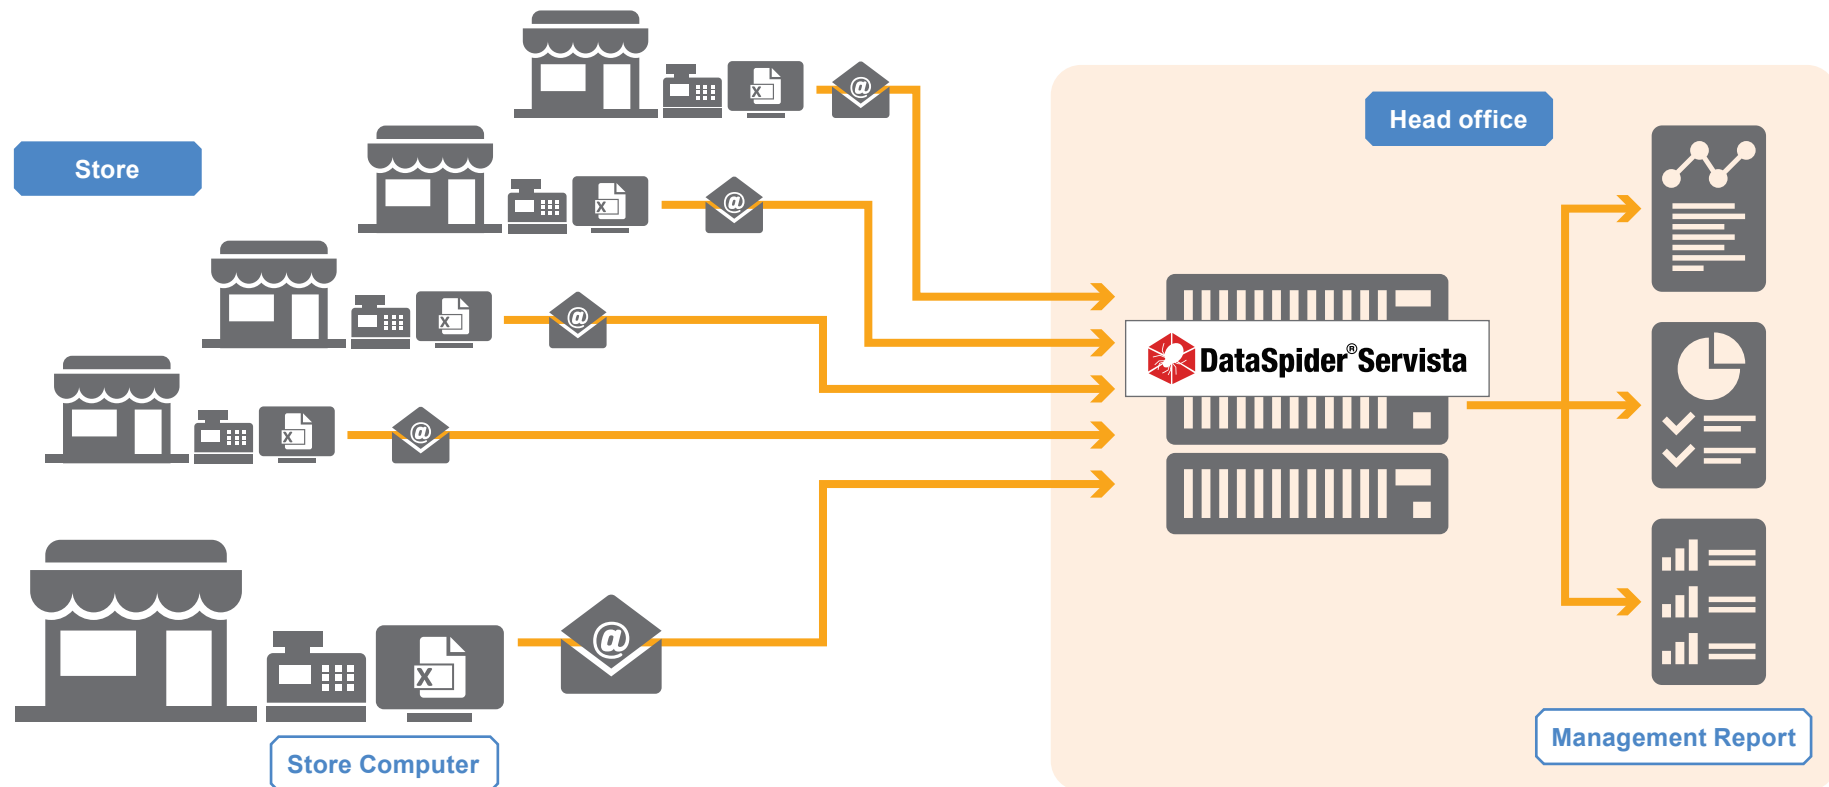 Head office
Store
@
X
@
X
@
X
DataSpider®Servista
@
X
@
X
Management Report
Store Computer